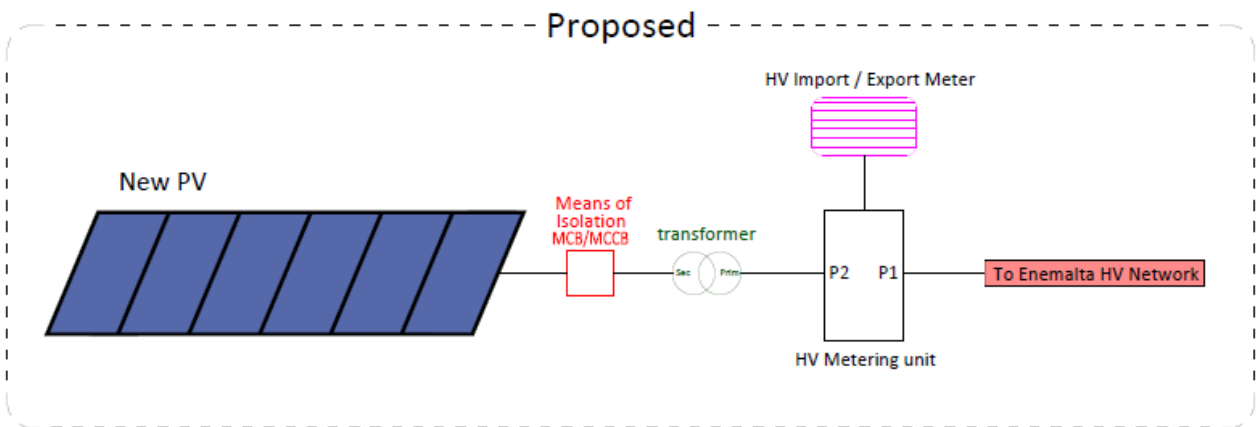 Proposed
HV Import / Export Meter
New PV
Means of
Isolation
MCB/MCCB
transformer
Sec
Prim
P2
P1
To Enemalta HV Network
HV Metering unit